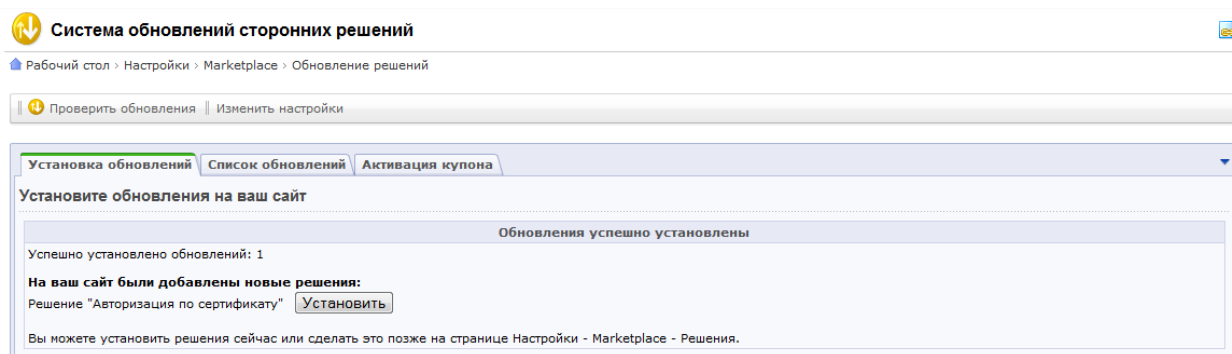 Система обновлений сторонних решений
Рабочий стол › Настройки › Marketplace › Обновление решений
Проверить обновления Изменить настройки
Установка обновлений Список обновлений Активация купона
Установите обновления на ваш сайт
Обновления успешно установлены
Успешно установлено обновлений: 1
На ваш сайт были добавлены новые решения:
Решение "Авторизация по сертификату" Установить
Вы можете установить решения сейчас или сделать это позже на странице Настройки - Marketplace - Решения.